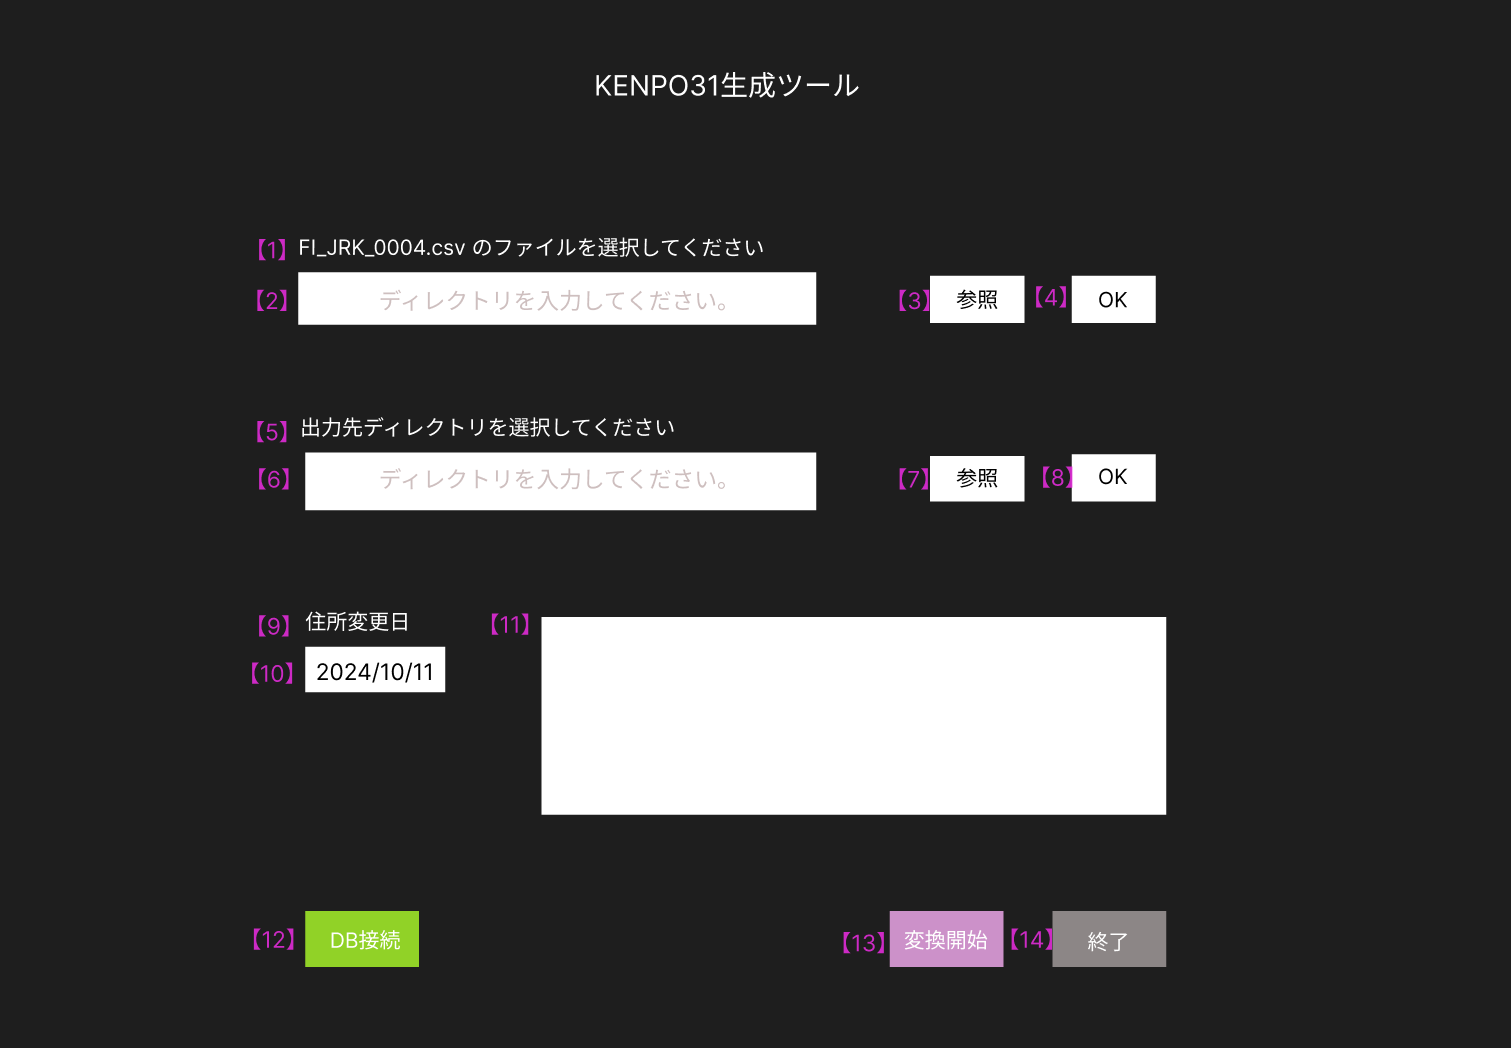 KENPO31生成ツール
【1】 FI_JRK_0004.csv のファイルを選択してください
【2】 ディレクトリを入力してください。 【3】 参照 【4】 OK
【5】 出力先ディレクトリを選択してください
【6】 ディレクトリを入力してください。 【7】 参照 【8】 OK
【9】 住所変更日 【11】
【10】 2024/10/11
【12】 DB接続 【13】 変換開始 【14】 終了